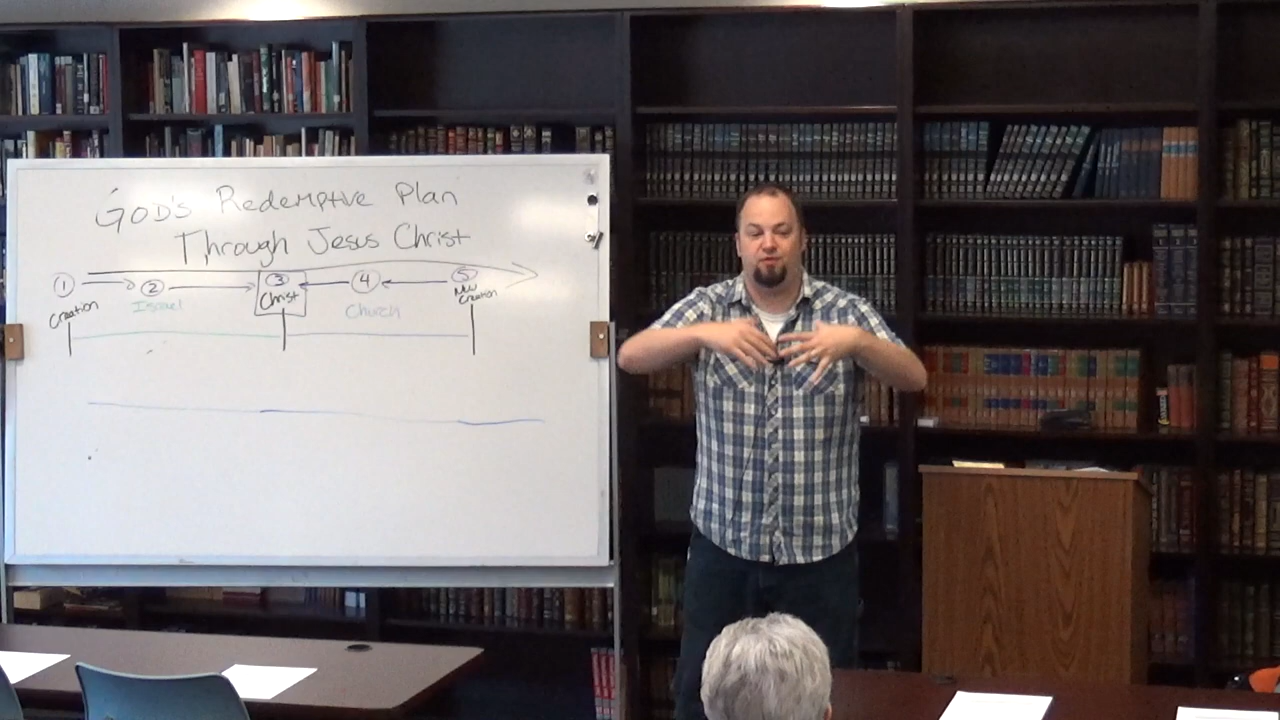 GOD'S Redemptive Plan
Through Jesus Christ
1 2 3 4 5
Creation Israel Christ Church New Creation